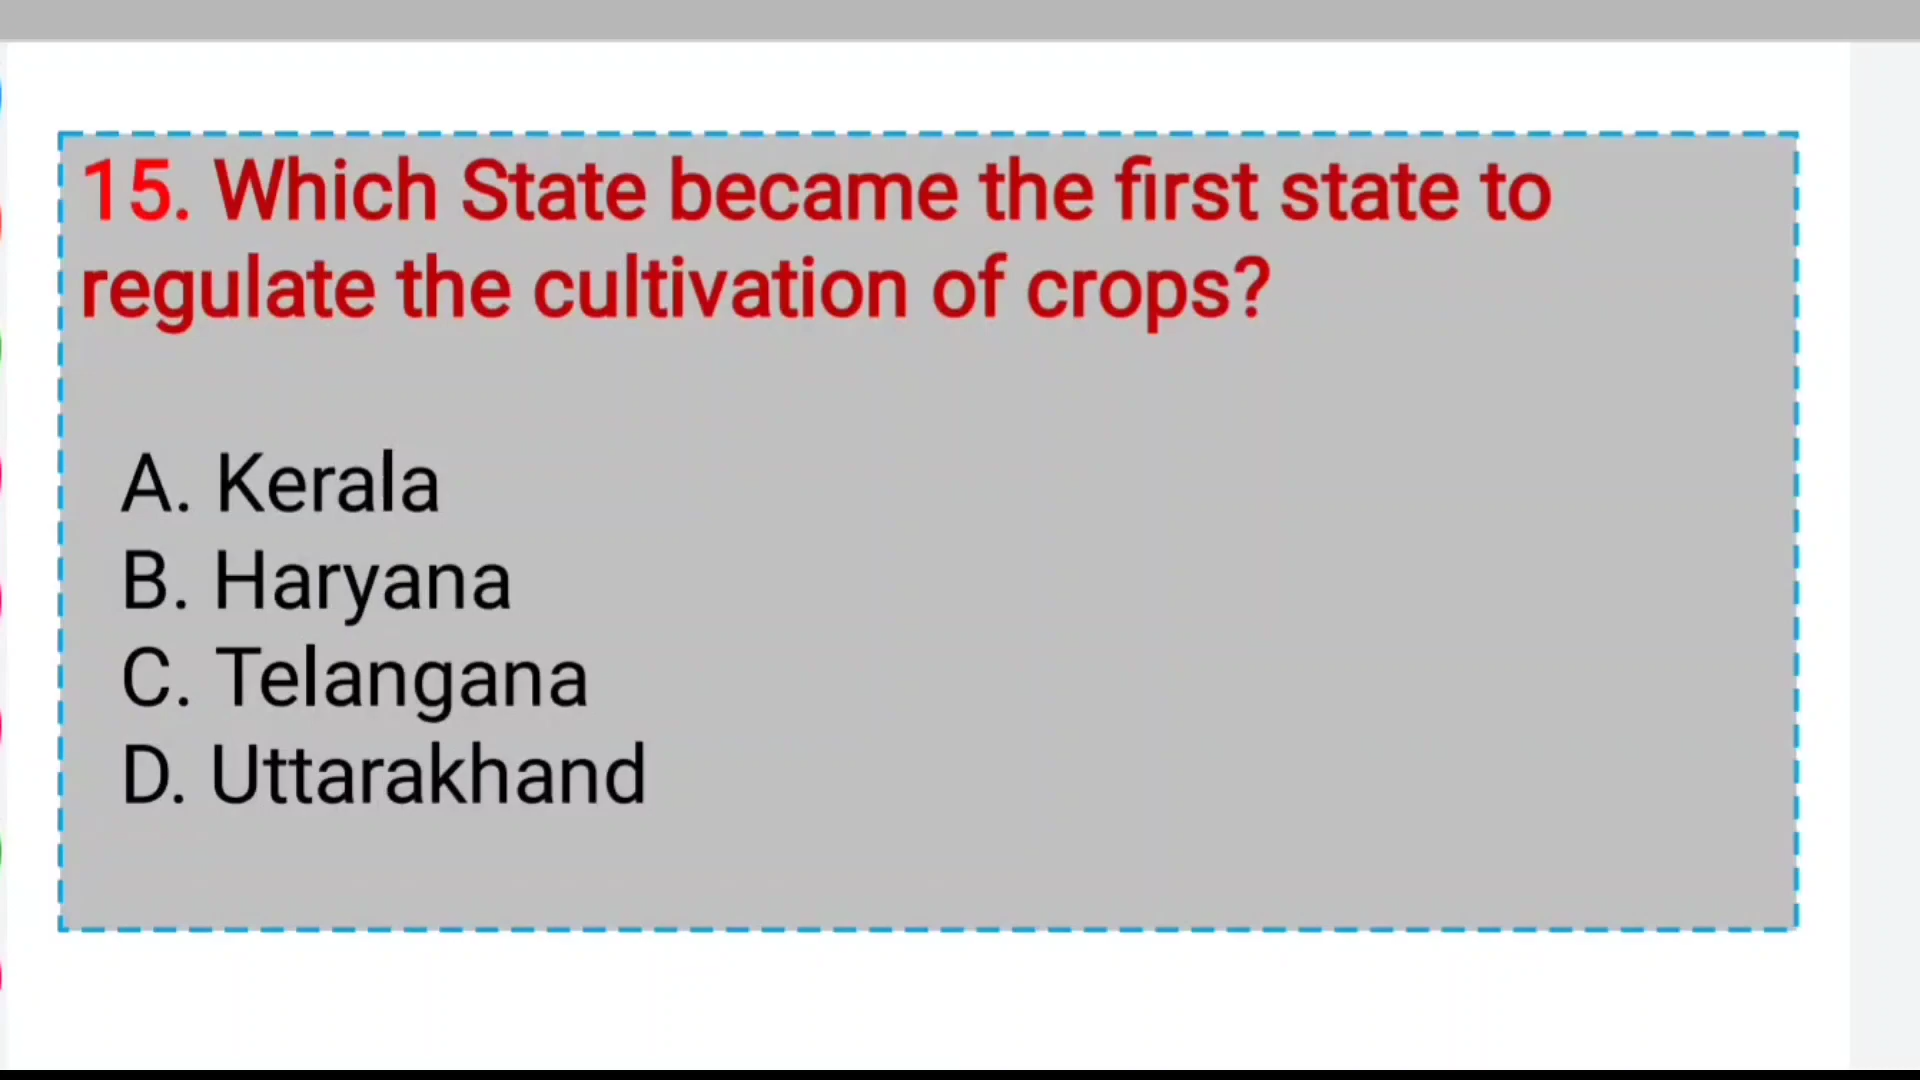 15. Which State became the first state to
regulate the cultivation of crops?
A. Kerala
B. Haryana
C. Telangana
D. Uttarakhand